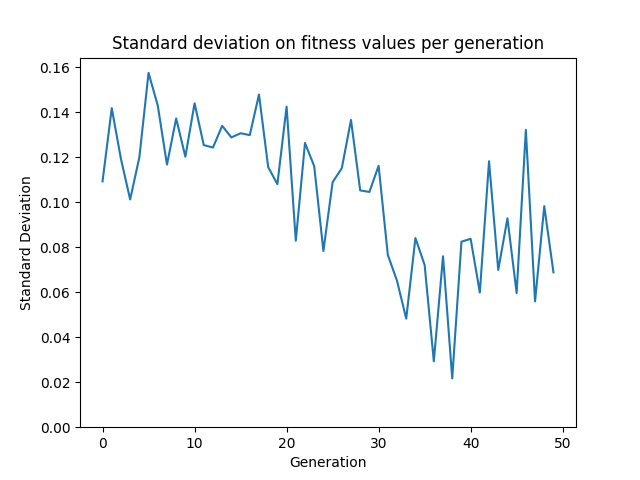 Standard deviation on fitness values per generation
0.16
0.14
0.12
0.10
0.08
0.06
0.04
0.02
0.00
Standard Deviation
0 10 20 30 40 50
Generation